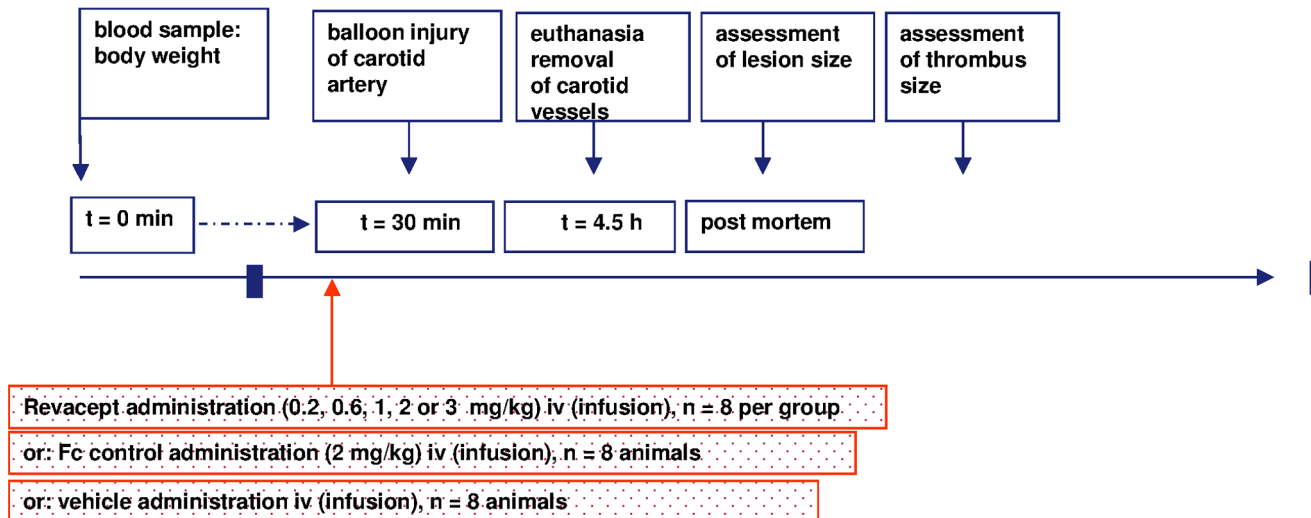 blood sample:
body weight
balloon injury
of carotid
artery
euthanasia
removal
of carotid
vessels
assessment
of lesion size
assessment
of thrombus
size
t = 0 min
t = 30 min
t = 4.5 h
post mortem
Revacept administration (0.2, 0.6, 1, 2 or 3 mg/kg) iv (infusion), n = 8 per group
or: Fc control administration (2 mg/kg) iv (infusion), n = 8 animals
or: vehicle administration iv (infusion), n = 8 animals